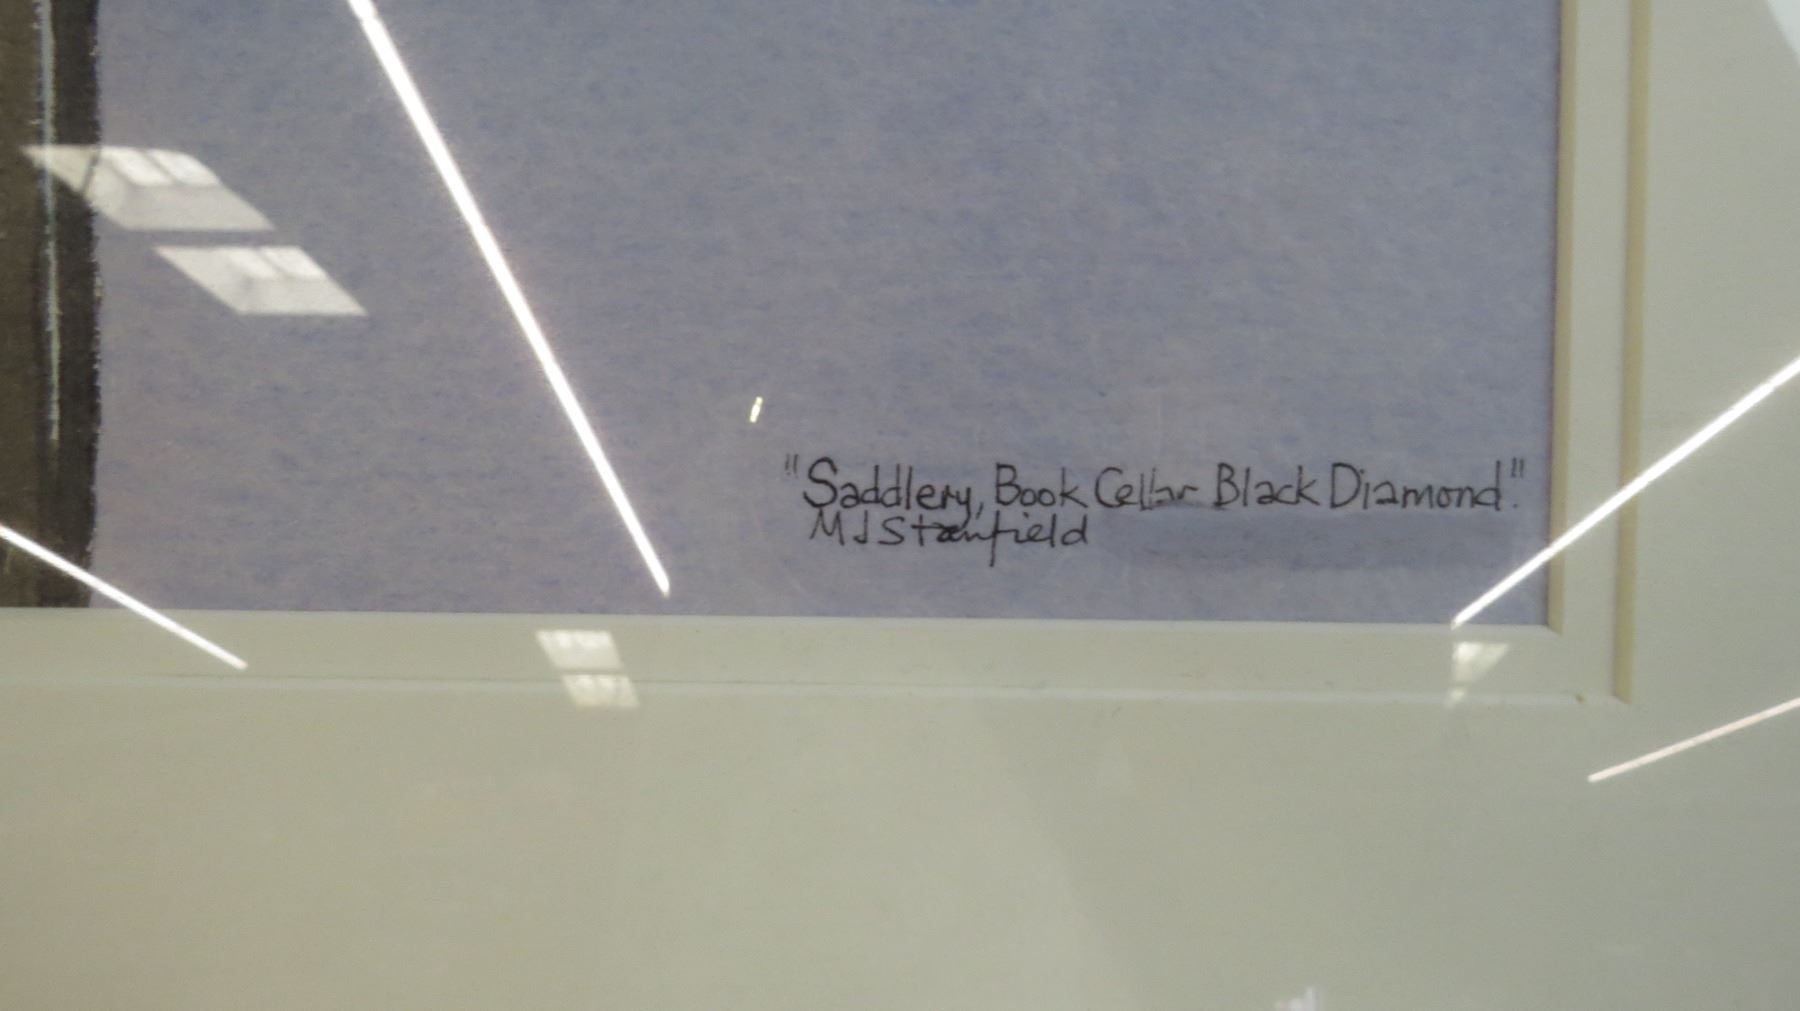 "Saddlery, Book Cellar Black Diamond."
MJ Stanfield